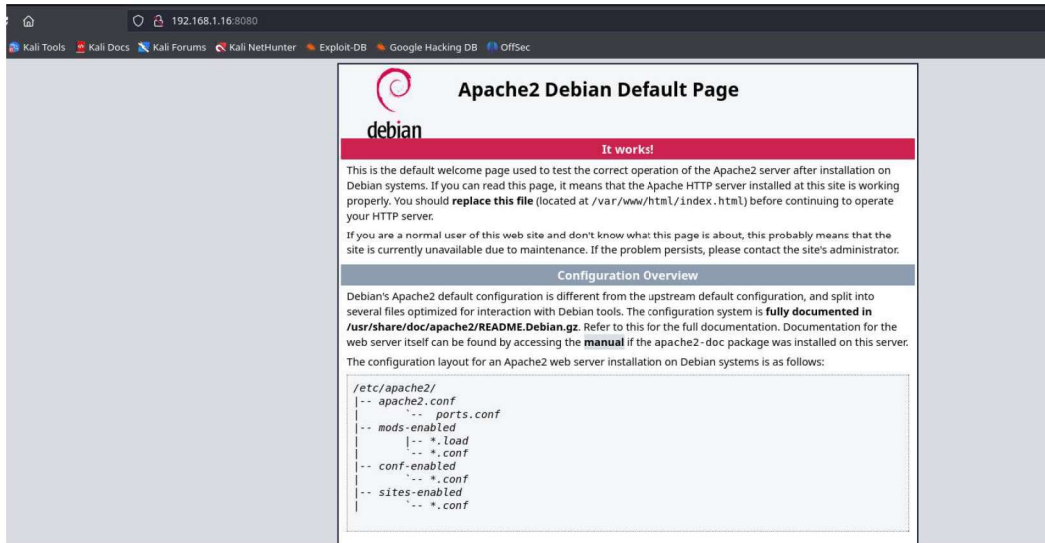 192.168.1.16:8080
Kali Tools Kali Docs Kali Forums Kali NetHunter Exploit-DB Google Hacking DB OffSec
debian
Apache2 Debian Default Page
It works!
This is the default welcome page used to test the correct operation of the Apache2 server after installation on
Debian systems. If you can read this page, it means that the Apache HTTP server installed at this site is working
properly. You should replace this file (located at /var/www/html/index.html) before continuing to operate
your HTTP server.
If you are a normal user of this web site and don't know what this page is about, this probably means that the
site is currently unavailable due to maintenance. If the problem persists, please contact the site's administrator.
Configuration Overview
Debian's Apache2 default configuration is different from the upstream default configuration, and split into
several files optimized for interaction with Debian tools. The configuration system is fully documented in
/usr/share/doc/apache2/README.Debian.gz. Refer to this for the full documentation. Documentation for the
web server itself can be found by accessing the manual if the apache2-doc package was installed on this server.
The configuration layout for an Apache2 web server installation on Debian systems is as follows:
/etc/apache2/
|-- apache2.conf
|       `--  ports.conf
|-- mods-enabled
|       |-- *.load
|       `-- *.conf
|-- conf-enabled
|       `-- *.conf
|-- sites-enabled
|       `-- *.conf